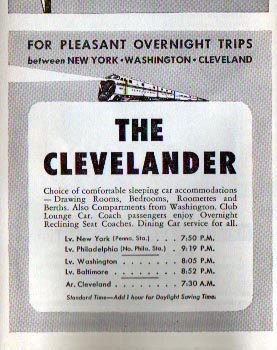 FOR PLEASANT OVERNIGHT TRIPS
between NEW YORK • WASHINGTON • CLEVELAND
THE
CLEVELANDER
Choice of comfortable sleeping car accommodations
— Drawing Rooms, Bedrooms, Roomettes and
Berths. Also Compartments from Washington. Club
Lounge Car. Coach passengers enjoy Overnight
Reclining Seat Coaches. Dining Car service for all.
Lv. New York (Penna. Sta.) . . . . 7:50 P.M.
Lv. Philadelphia (No. Phila. Sta.) . 9:19 P.M.
Lv. Washington . . . . . . . 8:05 P.M.
Lv. Baltimore . . . . . . . . 8:52 P.M.
Ar. Cleveland . . . . . . . . 7:30 A.M.
Standard Time—Add 1 hour for Daylight Saving Time.